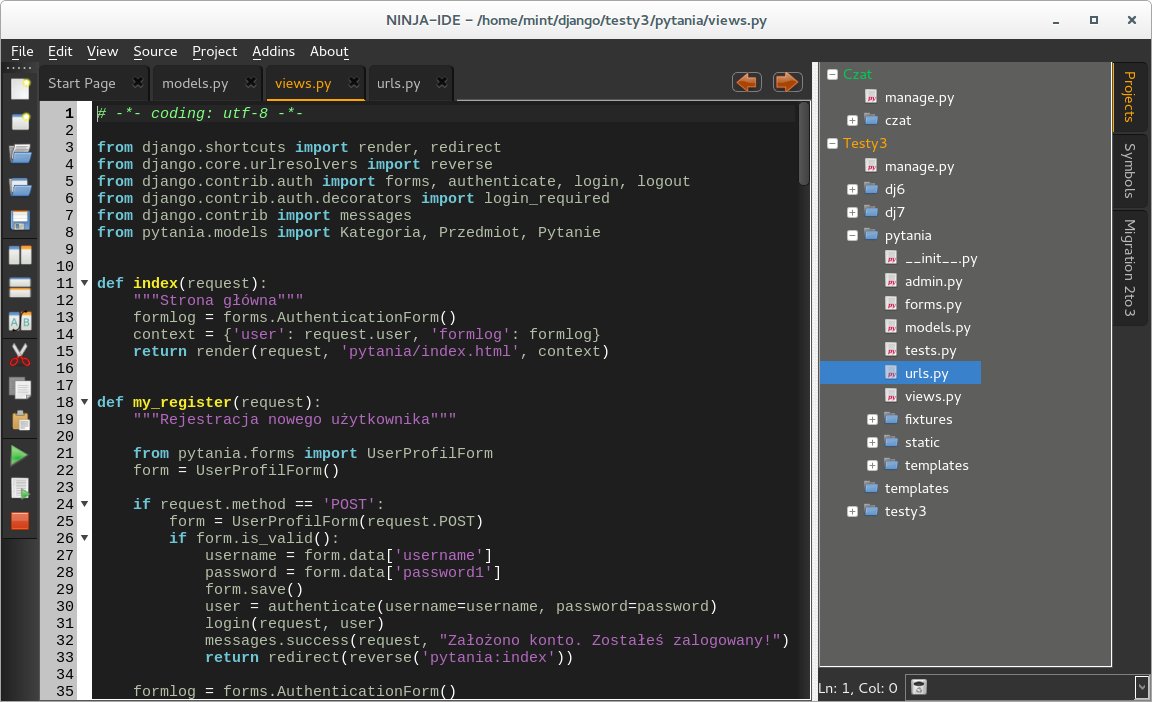 NINJA-IDE - /home/mint/django/testy3/pytania/views.py
File Edit View Source Project Addins About
Start Page models.py views.py urls.py
1 # -*- coding: utf-8 -*-
2
3 from django.shortcuts import render, redirect
4 from django.core.urlresolvers import reverse
5 from django.contrib.auth import forms, authenticate, login, logout
6 from django.contrib.auth.decorators import login_required
7 from django.contrib import messages
8 from pytania.models import Kategoria, Przedmiot, Pytanie
9
10
11 def index(request):
12 """Strona główna"""
13 formlog = forms.AuthenticationForm()
14 context = {'user': request.user, 'formlog': formlog}
15 return render(request, 'pytania/index.html', context)
16
17
18 def my_register(request):
19 """Rejestracja nowego użytkownika"""
20
21 from pytania.forms import UserProfilForm
22 form = UserProfilForm()
23
24 if request.method == 'POST':
25 form = UserProfilForm(request.POST)
26 if form.is_valid():
27 username = form.data['username']
28 password = form.data['password1']
29 form.save()
30 user = authenticate(username=username, password=password)
31 login(request, user)
32 messages.success(request, "Założono konto. Zostałeś zalogowany!")
33 return redirect(reverse('pytania:index'))
34
35 formlog = forms.AuthenticationForm()
Czat
manage.py
czat
Testy3
manage.py
dj6
dj7
pytania
__init__.py
admin.py
forms.py
models.py
tests.py
urls.py
views.py
fixtures
static
templates
templates
testy3
Projects
Symbols
Migration 2to3
Ln: 1, Col: 0